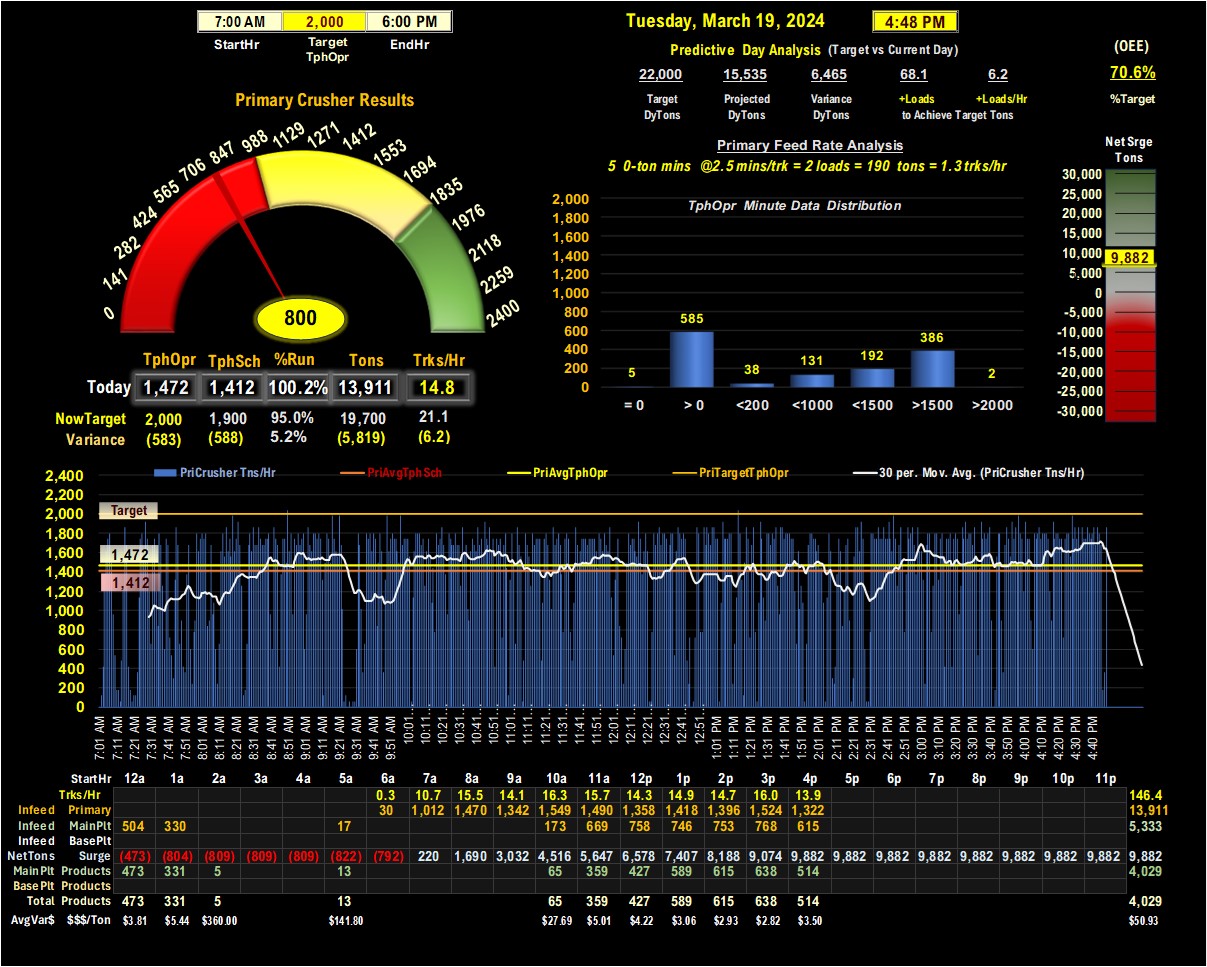 7:00 AM 2,000 6:00 PM
StartHr Target TphOpr EndHr
Tuesday, March 19, 2024 4:48 PM
Predictive Day Analysis (Target vs Current Day)
22,000 15,535 6,465 68.1 6.2
Target Projected Variance +Loads +Loads/Hr
DyTons DyTons DyTons to Achieve Target Tons
(OEE)
70.6%
%Target
Primary Crusher Results
0 141 282 424 565 706 847 988 1129 1271 1412 1553 1694 1835 1976 2118 2259 2400
800
TphOpr TphSch %Run Tons Trks/Hr
Today 1,472 1,412 100.2% 13,911 14.8
NowTarget 2,000 1,900 95.0% 19,700 21.1
Variance (583) (588) 5.2% (5,819) (6.2)
Primary Feed Rate Analysis
5 0-ton mins @2.5 mins/trk = 2 loads = 190 tons = 1.3 trks/hr
TphOpr Minute Data Distribution
2,000
1,800
1,600
1,400
1,200
1,000
800
600
400
200
0
5 585 38 131 192 386 2
= 0 > 0 <200 <1000 <1500 >1500 >2000
Net Srge
Tons
30,000
25,000
20,000
15,000
10,000
9,882
5,000
0
-5,000
-10,000
-15,000
-20,000
-25,000
-30,000
PriCrusher Tns/Hr PriAvgTphSch PriAvgTphOpr PriTargetTphOpr 30 per. Mov. Avg. (PriCrusher Tns/Hr)
2,400
2,200
2,000
1,800
1,600
1,400
1,200
1,000
800
600
400
200
0
Target
1,472
1,412
7:01 AM 7:11 AM 7:21 AM 7:31 AM 7:41 AM 7:51 AM 8:01 AM 8:11 AM 8:21 AM 8:31 AM 8:41 AM 8:51 AM 9:01 AM 9:11 AM 9:21 AM 9:31 AM 9:41 AM 9:51 AM 10:01... 10:11... 10:21... 10:31... 10:41... 10:51... 11:01... 11:11... 11:21... 11:31... 11:41... 11:51... 12:01... 12:11... 12:21... 12:31... 12:41... 12:51... 1:01 PM 1:11 PM 1:21 PM 1:31 PM 1:41 PM 1:51 PM 2:01 PM 2:11 PM 2:21 PM 2:31 PM 2:41 PM 2:51 PM 3:00 PM 3:10 PM 3:20 PM 3:30 PM 3:40 PM 3:50 PM 4:00 PM 4:10 PM 4:20 PM 4:30 PM 4:40 PM
StartHr 12a 1a 2a 3a 4a 5a 6a 7a 8a 9a 10a 11a 12p 1p 2p 3p 4p 5p 6p 7p 8p 9p 10p 11p
Trks/Hr 0.3 10.7 15.5 14.1 16.3 15.7 14.3 14.9 14.7 16.0 13.9 146.4
Infeed Primary 30 1,012 1,470 1,342 1,549 1,490 1,358 1,418 1,396 1,524 1,322 13,911
Infeed MainPlt 504 330 17 173 669 758 746 753 768 615 5,333
Infeed BasePlt
NetTons Surge (473) (804) (809) (809) (809) (822) (792) 220 1,690 3,032 4,516 5,647 6,578 7,407 8,188 9,074 9,882 9,882 9,882 9,882 9,882 9,882 9,882 9,882 9,882
MainPlt Products 473 331 5 13 65 359 427 589 615 638 514 4,029
BasePlt Products
Total Products 473 331 5 13 65 359 427 589 615 638 514 4,029
AvgVar$ $$$/Ton $3.81 $5.44 $360.00 $141.80 $27.69 $5.01 $4.22 $3.06 $2.93 $2.82 $3.50 $50.93